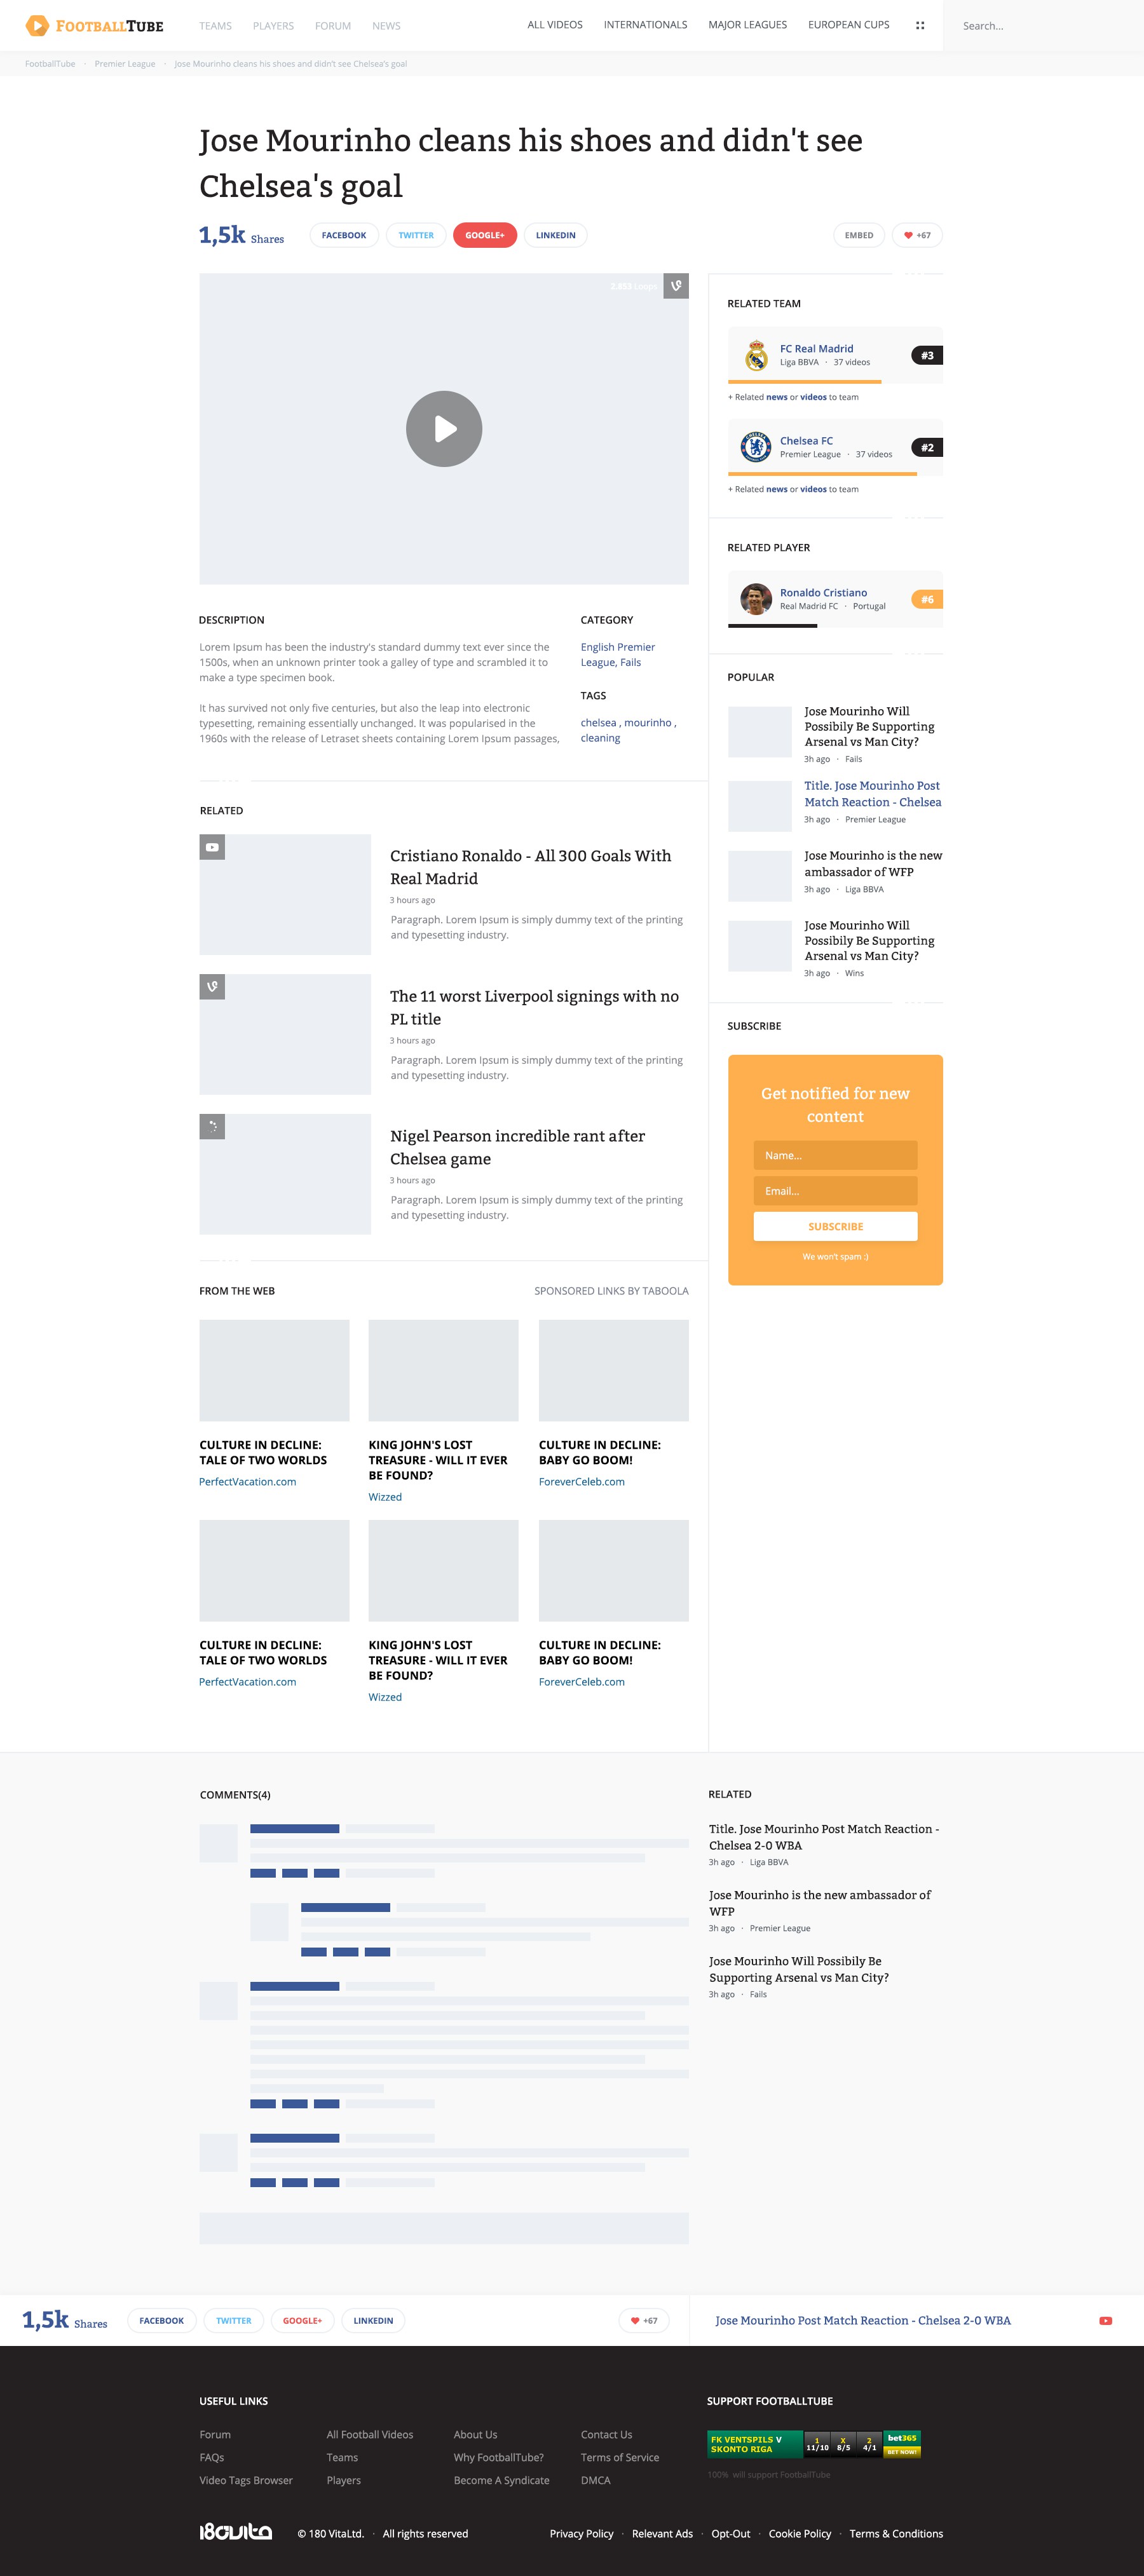 FOOTBALLTUBE
TEAMS PLAYERS FORUM NEWS
ALL VIDEOS INTERNATIONALS MAJOR LEAGUES EUROPEAN CUPS
Search...
FootballTube · Premier League · Jose Mourinho cleans his shoes and didn't see Chelsea's goal
Jose Mourinho cleans his shoes and didn't see
Chelsea's goal
1,5k Shares
FACEBOOK TWITTER GOOGLE+ LINKEDIN
EMBED +67
2,853 Loops
DESCRIPTION
Lorem Ipsum has been the industry's standard dummy text ever since the
1500s, when an unknown printer took a galley of type and scrambled it to
make a type specimen book.
It has survived not only five centuries, but also the leap into electronic
typesetting, remaining essentially unchanged. It was popularised in the
1960s with the release of Letraset sheets containing Lorem Ipsum passages,
CATEGORY
English Premier
League, Fails
TAGS
chelsea , mourinho ,
cleaning
RELATED
Cristiano Ronaldo - All 300 Goals With
Real Madrid
3 hours ago
Paragraph. Lorem Ipsum is simply dummy text of the printing
and typesetting industry.
The 11 worst Liverpool signings with no
PL title
3 hours ago
Paragraph. Lorem Ipsum is simply dummy text of the printing
and typesetting industry.
Nigel Pearson incredible rant after
Chelsea game
3 hours ago
Paragraph. Lorem Ipsum is simply dummy text of the printing
and typesetting industry.
FROM THE WEB
SPONSORED LINKS BY TABOOLA
CULTURE IN DECLINE:
TALE OF TWO WORLDS
PerfectVacation.com
KING JOHN'S LOST
TREASURE - WILL IT EVER
BE FOUND?
Wizzed
CULTURE IN DECLINE:
BABY GO BOOM!
ForeverCeleb.com
CULTURE IN DECLINE:
TALE OF TWO WORLDS
PerfectVacation.com
KING JOHN'S LOST
TREASURE - WILL IT EVER
BE FOUND?
Wizzed
CULTURE IN DECLINE:
BABY GO BOOM!
ForeverCeleb.com
RELATED TEAM
FC Real Madrid
Liga BBVA · 37 videos
#3
+ Related news or videos to team
Chelsea FC
Premier League · 37 videos
#2
+ Related news or videos to team
RELATED PLAYER
Ronaldo Cristiano
Real Madrid FC · Portugal
#6
POPULAR
Jose Mourinho Will
Possibily Be Supporting
Arsenal vs Man City?
3h ago · Fails
Title. Jose Mourinho Post
Match Reaction - Chelsea
3h ago · Premier League
Jose Mourinho is the new
ambassador of WFP
3h ago · Liga BBVA
Jose Mourinho Will
Possibily Be Supporting
Arsenal vs Man City?
3h ago · Wins
SUBSCRIBE
Get notified for new
content
Name...
Email...
SUBSCRIBE
We won't spam :)
COMMENTS(4)
RELATED
Title. Jose Mourinho Post Match Reaction -
Chelsea 2-0 WBA
3h ago · Liga BBVA
Jose Mourinho is the new ambassador of
WFP
3h ago · Premier League
Jose Mourinho Will Possibily Be
Supporting Arsenal vs Man City?
3h ago · Fails
1,5k Shares
FACEBOOK TWITTER GOOGLE+ LINKEDIN
+67
Jose Mourinho Post Match Reaction - Chelsea 2-0 WBA
USEFUL LINKS
Forum
FAQs
Video Tags Browser
All Football Videos
Teams
Players
About Us
Why FootballTube?
Become A Syndicate
Contact Us
Terms of Service
DMCA
SUPPORT FOOTBALLTUBE
FK VENTSPILS V
SKONTO RIGA
1 X 2
11/10 8/5 4/1
bet365
BET NOW!
100% will support FootballTube
180vita
© 180 VitaLtd. · All rights reserved
Privacy Policy · Relevant Ads · Opt-Out · Cookie Policy · Terms & Conditions